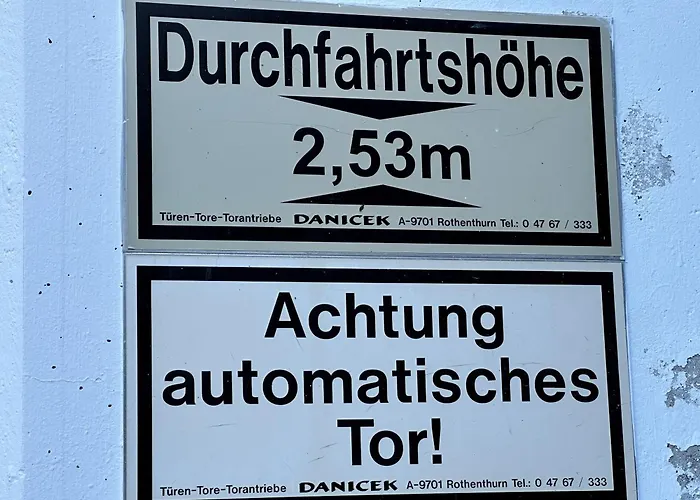 Durchfahrtshöhe
2,53m
Türen-Tore-Torantriebe DANICEK A-9701 Rothenthurn Tel.: 0 47 67 / 333
Achtung
automatisches
Tor!
Türen-Tore-Torantriebe DANICEK A-9701 Rothenthurn Tel.: 0 47 67 / 333